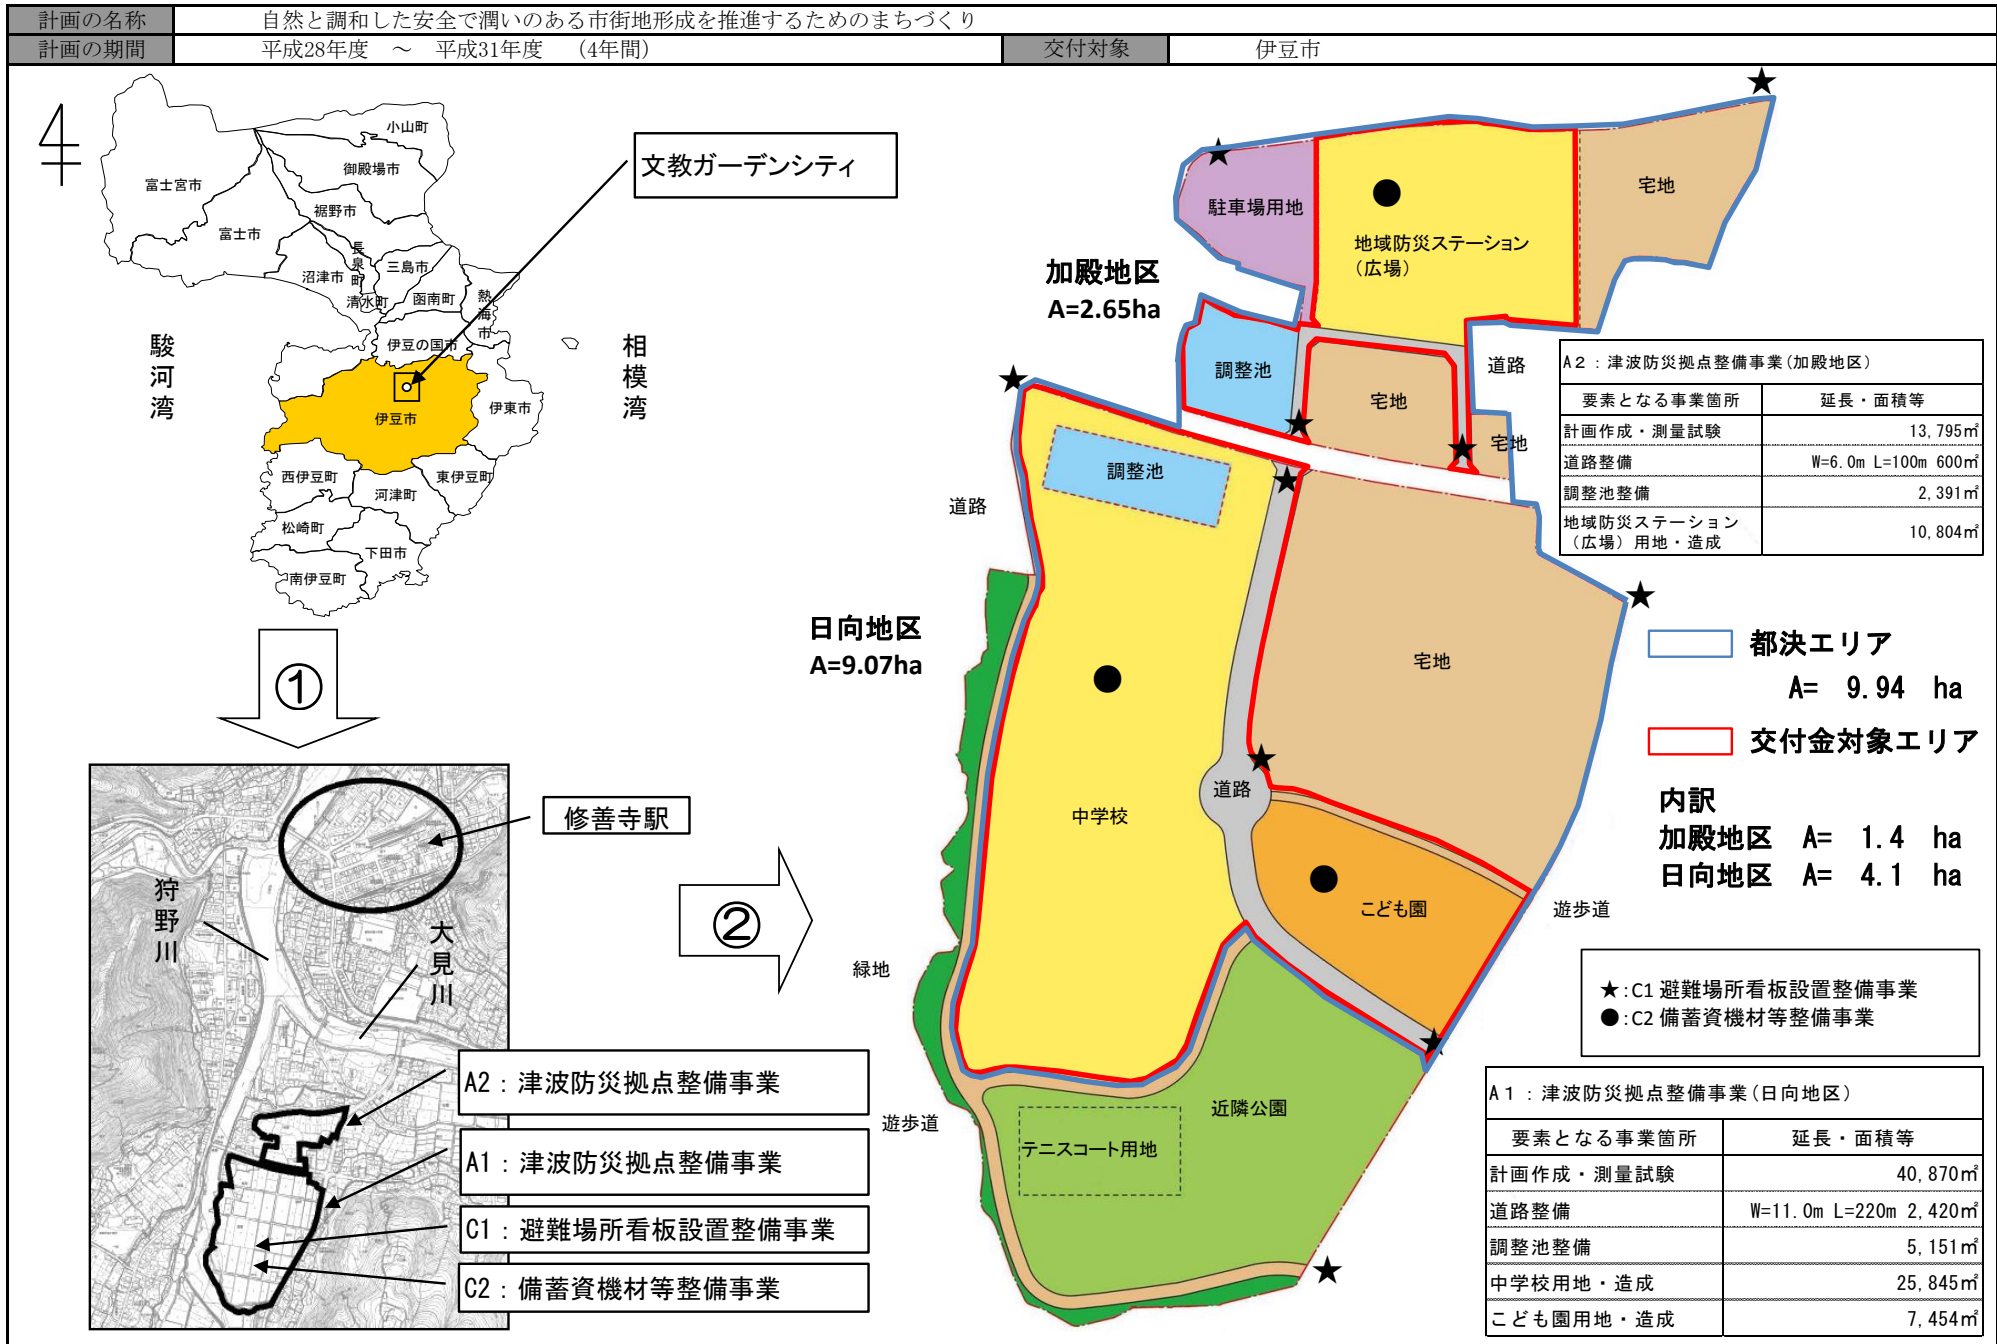 計画の名称 自然と調和した安全で潤いのある市街地形成を推進するためのまちづくり
計画の期間 平成28年度 ～ 平成31年度 （4年間） 交付対象 伊豆市
小山町
御殿場市
富士宮市
裾野市
富士市
長泉町
三島市
沼津市
清水町
函南町
熱海市
伊豆の国市
伊豆市
伊東市
西伊豆町
東伊豆町
河津町
松崎町
下田市
南伊豆町
駿河湾
相模湾
文教ガーデンシティ
①
修善寺駅
狩野川
大見川
②
A2：津波防災拠点整備事業
A1：津波防災拠点整備事業
C1：避難場所看板設置整備事業
C2：備蓄資機材等整備事業
加殿地区
A=2.65ha
駐車場用地
地域防災ステーション
（広場）
宅地
調整池
宅地
道路
宅地
日向地区
A=9.07ha
道路
調整池
宅地
中学校
道路
こども園
遊歩道
緑地
遊歩道
近隣公園
テニスコート用地
A2：津波防災拠点整備事業(加殿地区)
要素となる事業箇所 延長・面積等
計画作成・測量試験 13,795㎡
道路整備 W=6.0m L=100m 600㎡
調整池整備 2,391㎡
地域防災ステーション
（広場）用地・造成 10,804㎡
都決エリア
A= 9.94 ha
交付金対象エリア
内訳
加殿地区 A= 1.4 ha
日向地区 A= 4.1 ha
★:C1 避難場所看板設置整備事業
●:C2 備蓄資機材等整備事業
A1：津波防災拠点整備事業(日向地区)
要素となる事業箇所 延長・面積等
計画作成・測量試験 40,870㎡
道路整備 W=11.0m L=220m 2,420㎡
調整池整備 5,151㎡
中学校用地・造成 25,845㎡
こども園用地・造成 7,454㎡